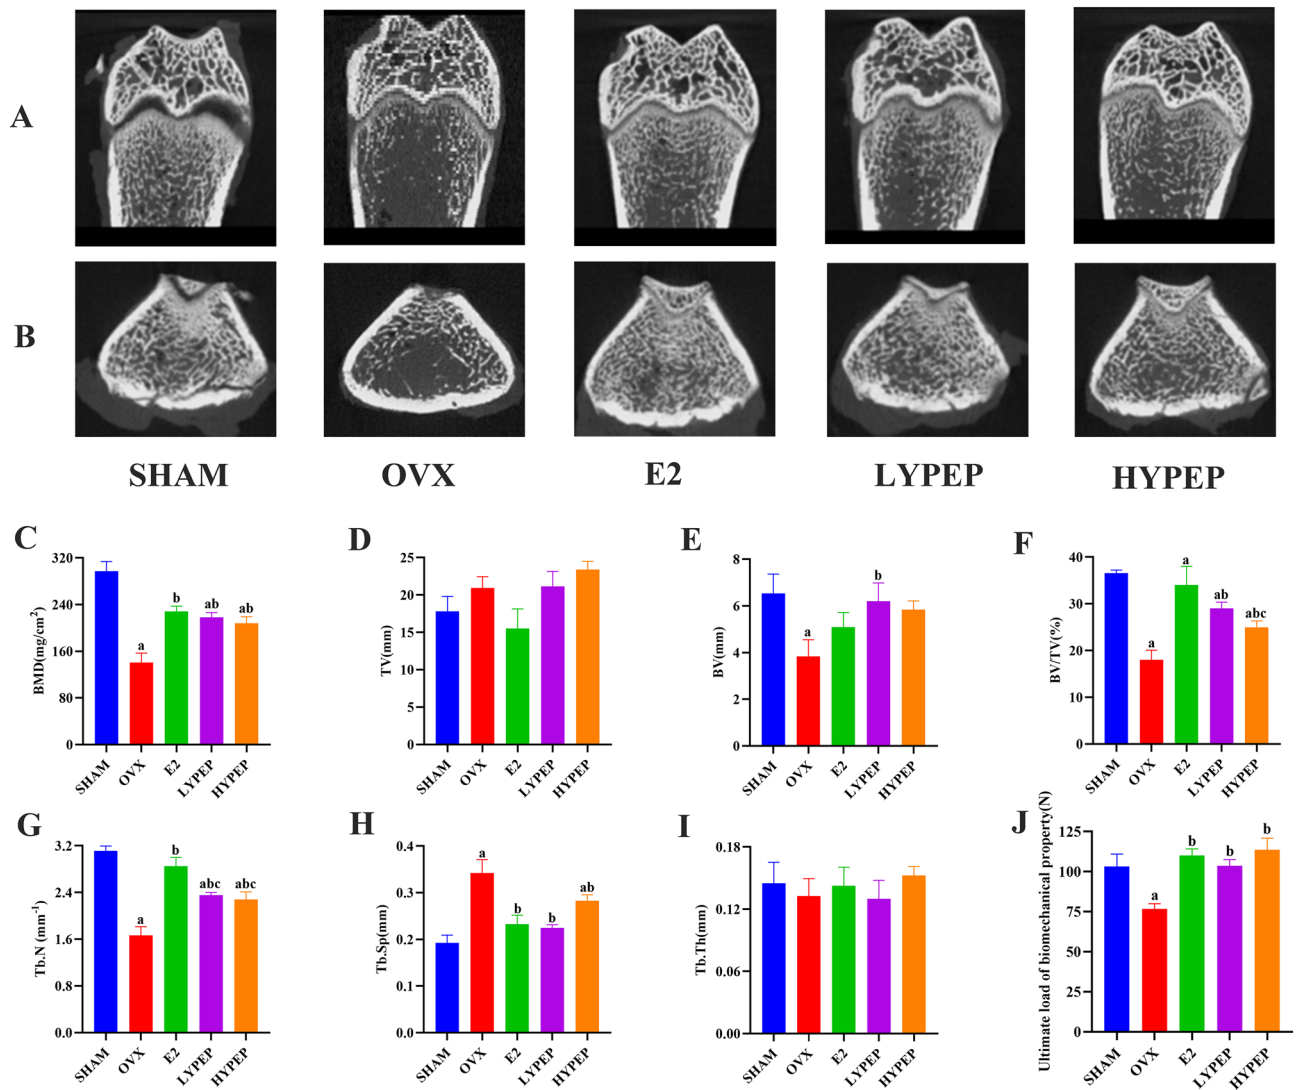 A
B
SHAM OVX E2 LYPEP HYPEP
C
BMD(mg/cm²)
320
240
160
80
0
a
b
ab
ab
SHAM
OVX
E2
LYPEP
HYPEP
D
TV(mm)
25
20
15
10
5
0
SHAM
OVX
E2
LYPEP
HYPEP
E
BV(mm)
8
6
4
2
0
a
b
SHAM
OVX
E2
LYPEP
HYPEP
F
BV/TV(%)
40
30
20
10
0
a
a
ab
abc
SHAM
OVX
E2
LYPEP
HYPEP
G
Tb.N (mm⁻¹)
3.2
2.4
1.6
0.8
0.0
a
b
abc
abc
SHAM
OVX
E2
LYPEP
HYPEP
H
Tb.Sp(mm)
0.4
0.3
0.2
0.1
0.0
a
b
b
ab
SHAM
OVX
E2
LYPEP
HYPEP
I
Tb.Th(mm)
0.18
0.12
0.06
0.00
SHAM
OVX
E2
LYPEP
HYPEP
J
Ultimate load of biomechanical property(N)
125
100
75
50
25
0
a
b
b
b
SHAM
OVX
E2
LYPEP
HYPEP